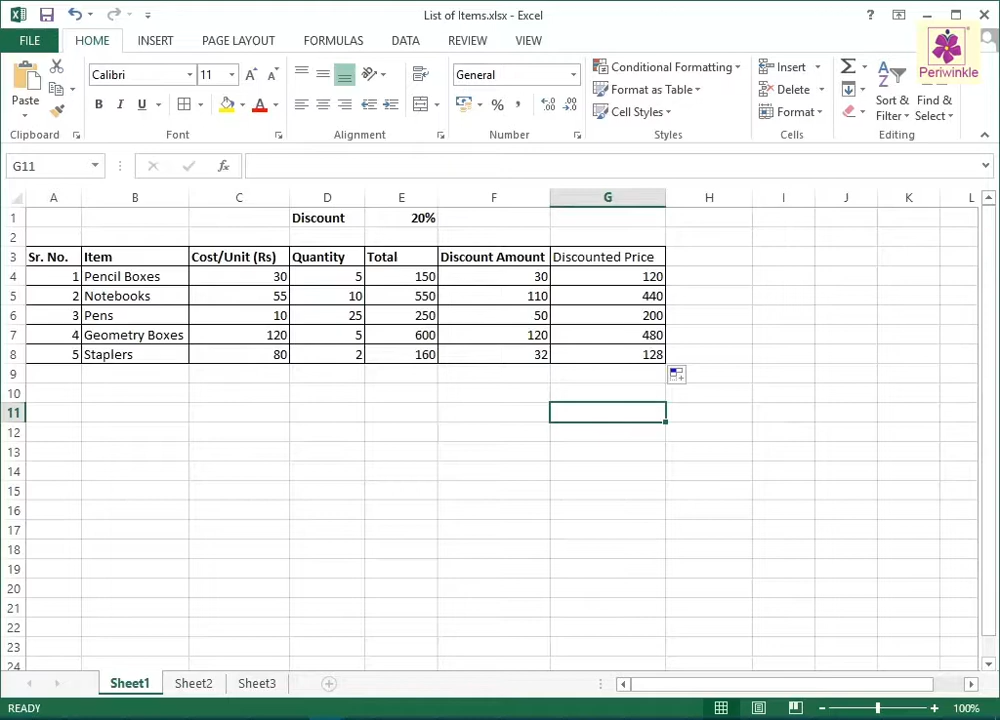 List of Items.xlsx - Excel
?
FILE HOME INSERT PAGE LAYOUT FORMULAS DATA REVIEW VIEW
Periwinkle
Paste
Calibri 11
B I U A
General
% ,
Conditional Formatting
Format as Table
Cell Styles
Insert
Delete
Format
Sort & Filter
Find & Select
Clipboard Font Alignment Number Styles Cells Editing
G11 fx
A B C D E F G H I J K L
1 Discount 20%
2
3 Sr. No. Item Cost/Unit (Rs) Quantity Total Discount Amount Discounted Price
4 1 Pencil Boxes 30 5 150 30 120
5 2 Notebooks 55 10 550 110 440
6 3 Pens 10 25 250 50 200
7 4 Geometry Boxes 120 5 600 120 480
8 5 Staplers 80 2 160 32 128
9
10
11
12
13
14
15
16
17
18
19
20
21
22
23
24
Sheet1 Sheet2 Sheet3
READY 100%